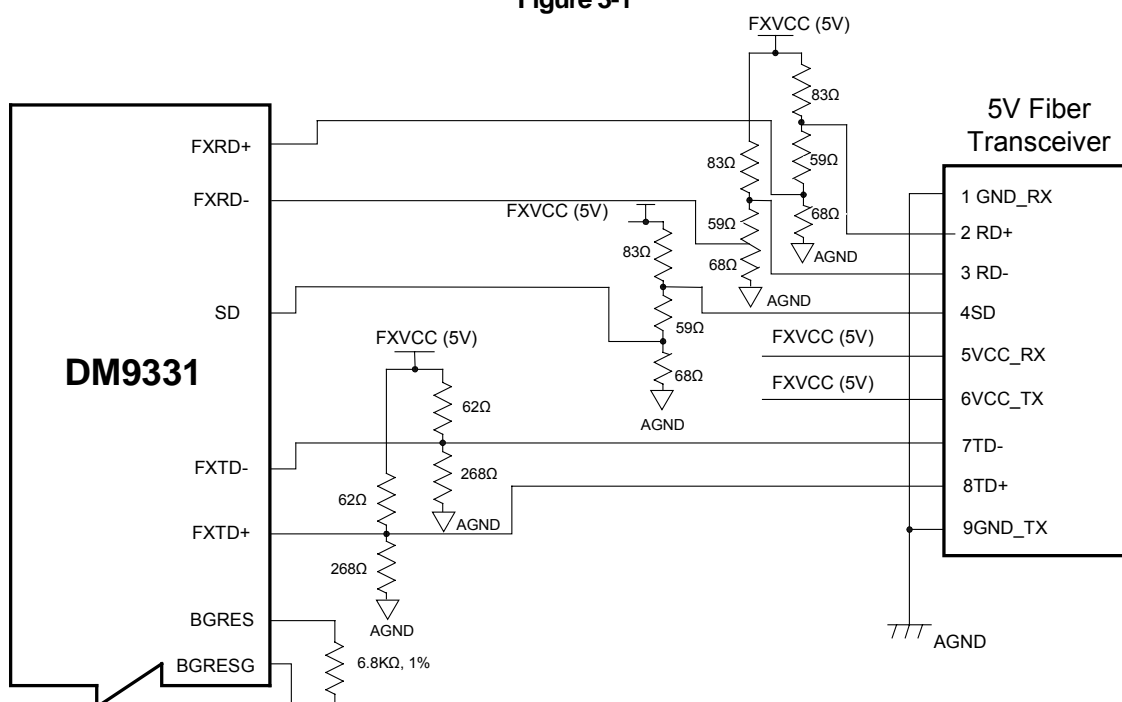 Figure 3-1
FXVCC (5V)
83Ω
5V Fiber
Transceiver
FXRD+
83Ω
59Ω
FXRD-
1 GND_RX
FXVCC (5V)
59Ω
68Ω
2 RD+
83Ω
AGND
68Ω
3 RD-
AGND
SD
4SD
59Ω
FXVCC (5V)
FXVCC (5V)
5VCC_RX
DM9331
68Ω
FXVCC (5V)
6VCC_TX
62Ω
AGND
7TD-
FXTD-
268Ω
8TD+
62Ω
AGND
FXTD+
9GND_TX
268Ω
BGRES
AGND
AGND
BGRESG
6.8KΩ, 1%